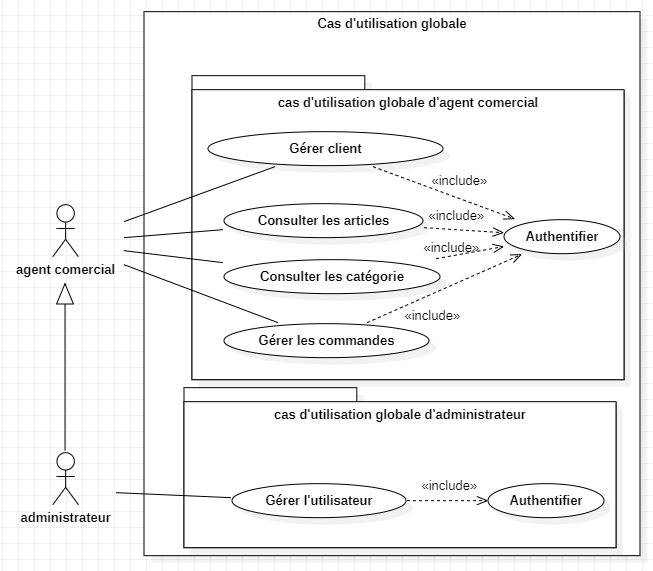 Cas d'utilisation globale
cas d'utilisation globale d'agent comercial
Gérer client
«include»
Consulter les articles
«include»
Authentifier
«include»
Consulter les catégorie
agent comercial
«include»
Gérer les commandes
cas d'utilisation globale d'administrateur
«include»
Gérer l'utilisateur
Authentifier
administrateur